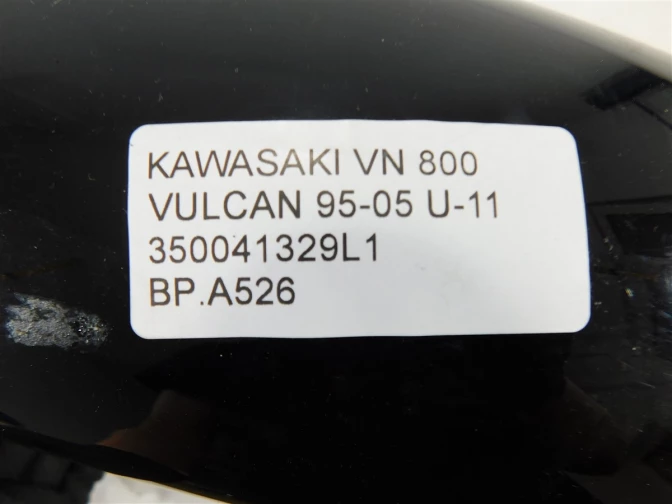 KAWASAKI VN 800
VULCAN 95-05 U-11
350041329L1
BP.A526